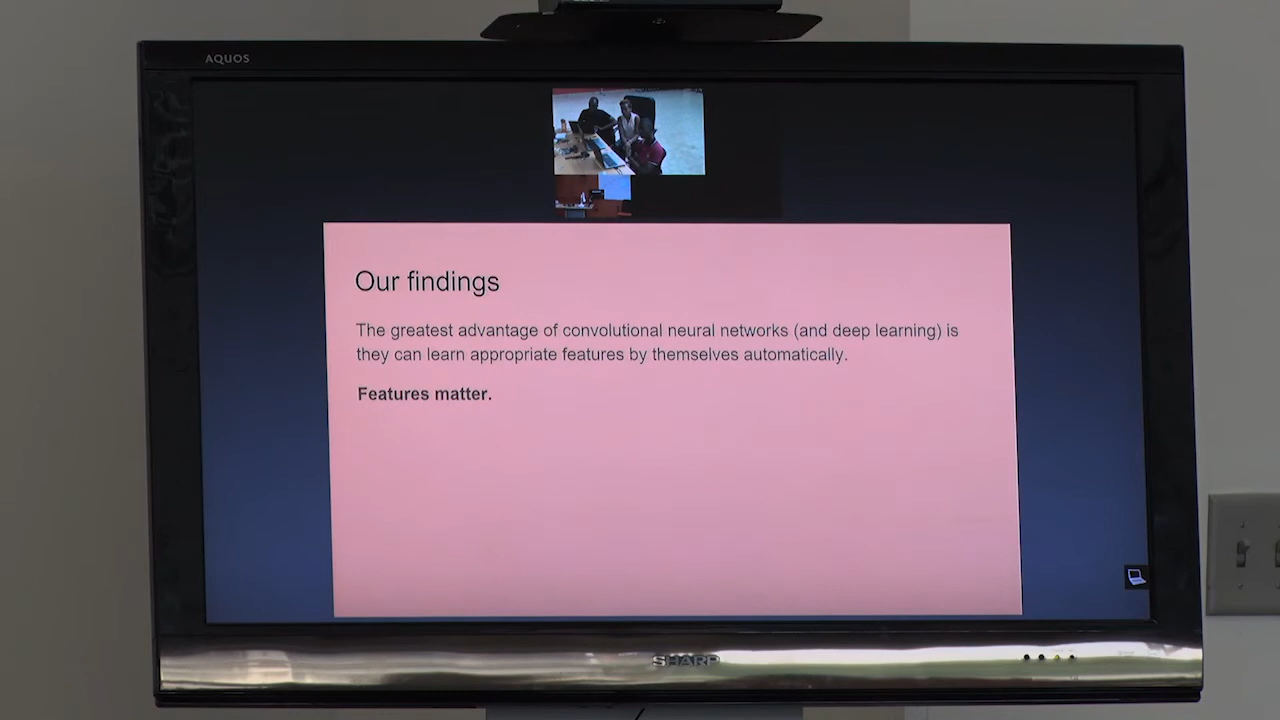 AQUOS
Our findings
The greatest advantage of convolutional neural networks (and deep learning) is
they can learn appropriate features by themselves automatically.
Features matter.
SHARP